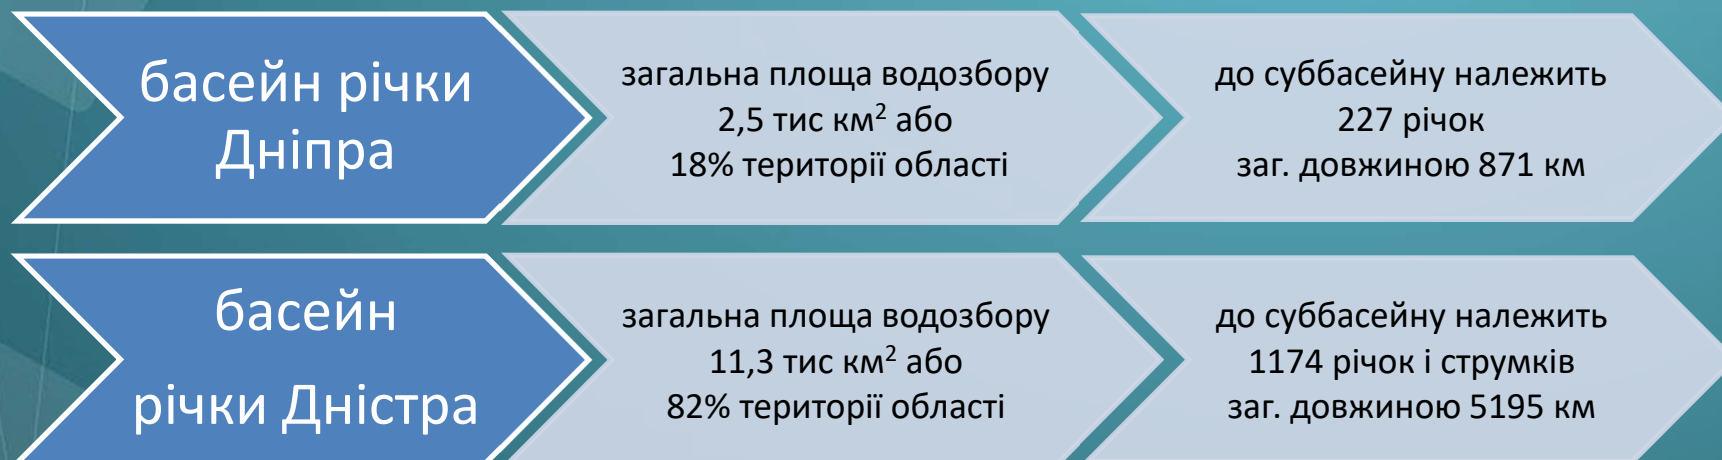 басейн річки
Дніпра
загальна площа водозбору
2,5 тис км² або
18% території області
до суббасейну належить
227 річок
заг. довжиною 871 км
басейн
річки Дністра
загальна площа водозбору
11,3 тис км² або
82% території області
до суббасейну належить
1174 річок і струмків
заг. довжиною 5195 км